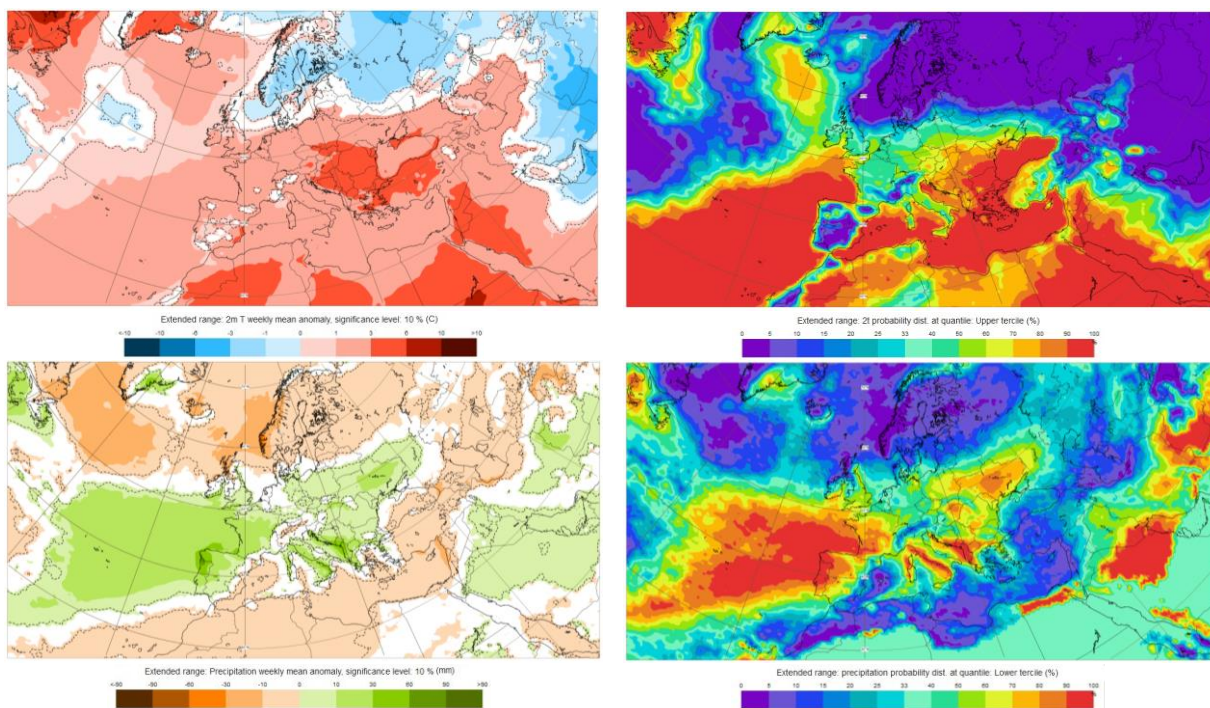 Extended range: 2m T weekly mean anomaly, significance level: 10 % (C)
<-10 -10 -6 -3 -1 1 3 6 10 >10
Extended range: 2t probability dist. at quantile: Upper tercile (%)
0 5 10 15 20 25 33 40 50 60 70 80 90 100
%
Extended range: Precipitation weekly mean anomaly, significance level: 10 % (mm)
<-90 -90 -60 -30 -10 0 10 30 60 90 >90
Extended range: precipitation probability dist. at quantile: Lower tercile (%)
0 5 10 15 20 25 33 40 50 60 70 80 90 100
%